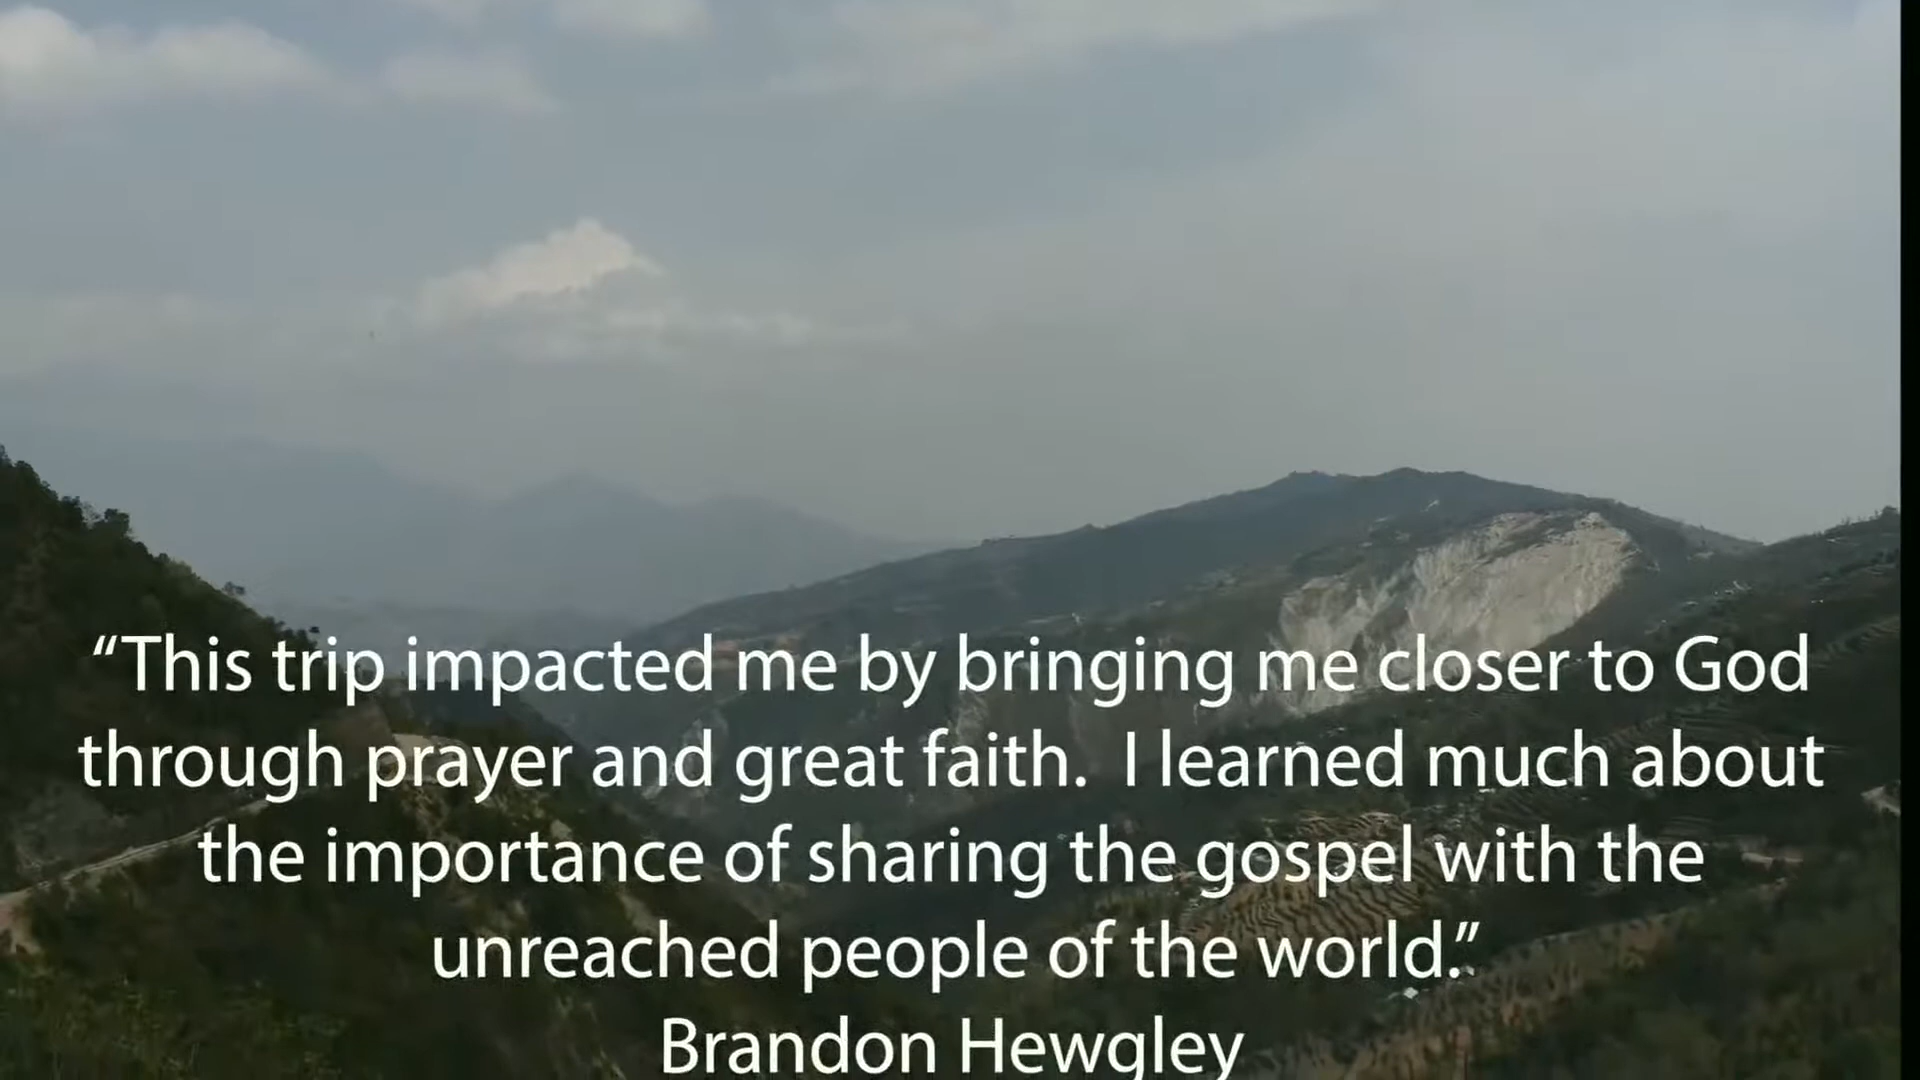 “This trip impacted me by bringing me closer to God
through prayer and great faith.  I learned much about
the importance of sharing the gospel with the
unreached people of the world.”
Brandon Hewgley